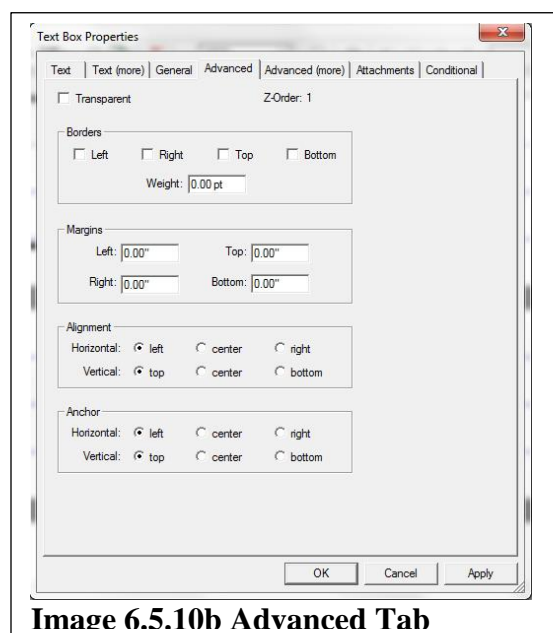 Text Box Properties
Text Text (more) General Advanced Advanced (more) Attachments Conditional
Transparent Z-Order: 1
Borders
Left Right Top Bottom
Weight: 0.00 pt
Margins
Left: 0.00" Top: 0.00"
Right: 0.00" Bottom: 0.00"
Alignment
Horizontal: left center right
Vertical: top center bottom
Anchor
Horizontal: left center right
Vertical: top center bottom
OK Cancel Apply
Image 6.5.10b Advanced Tab